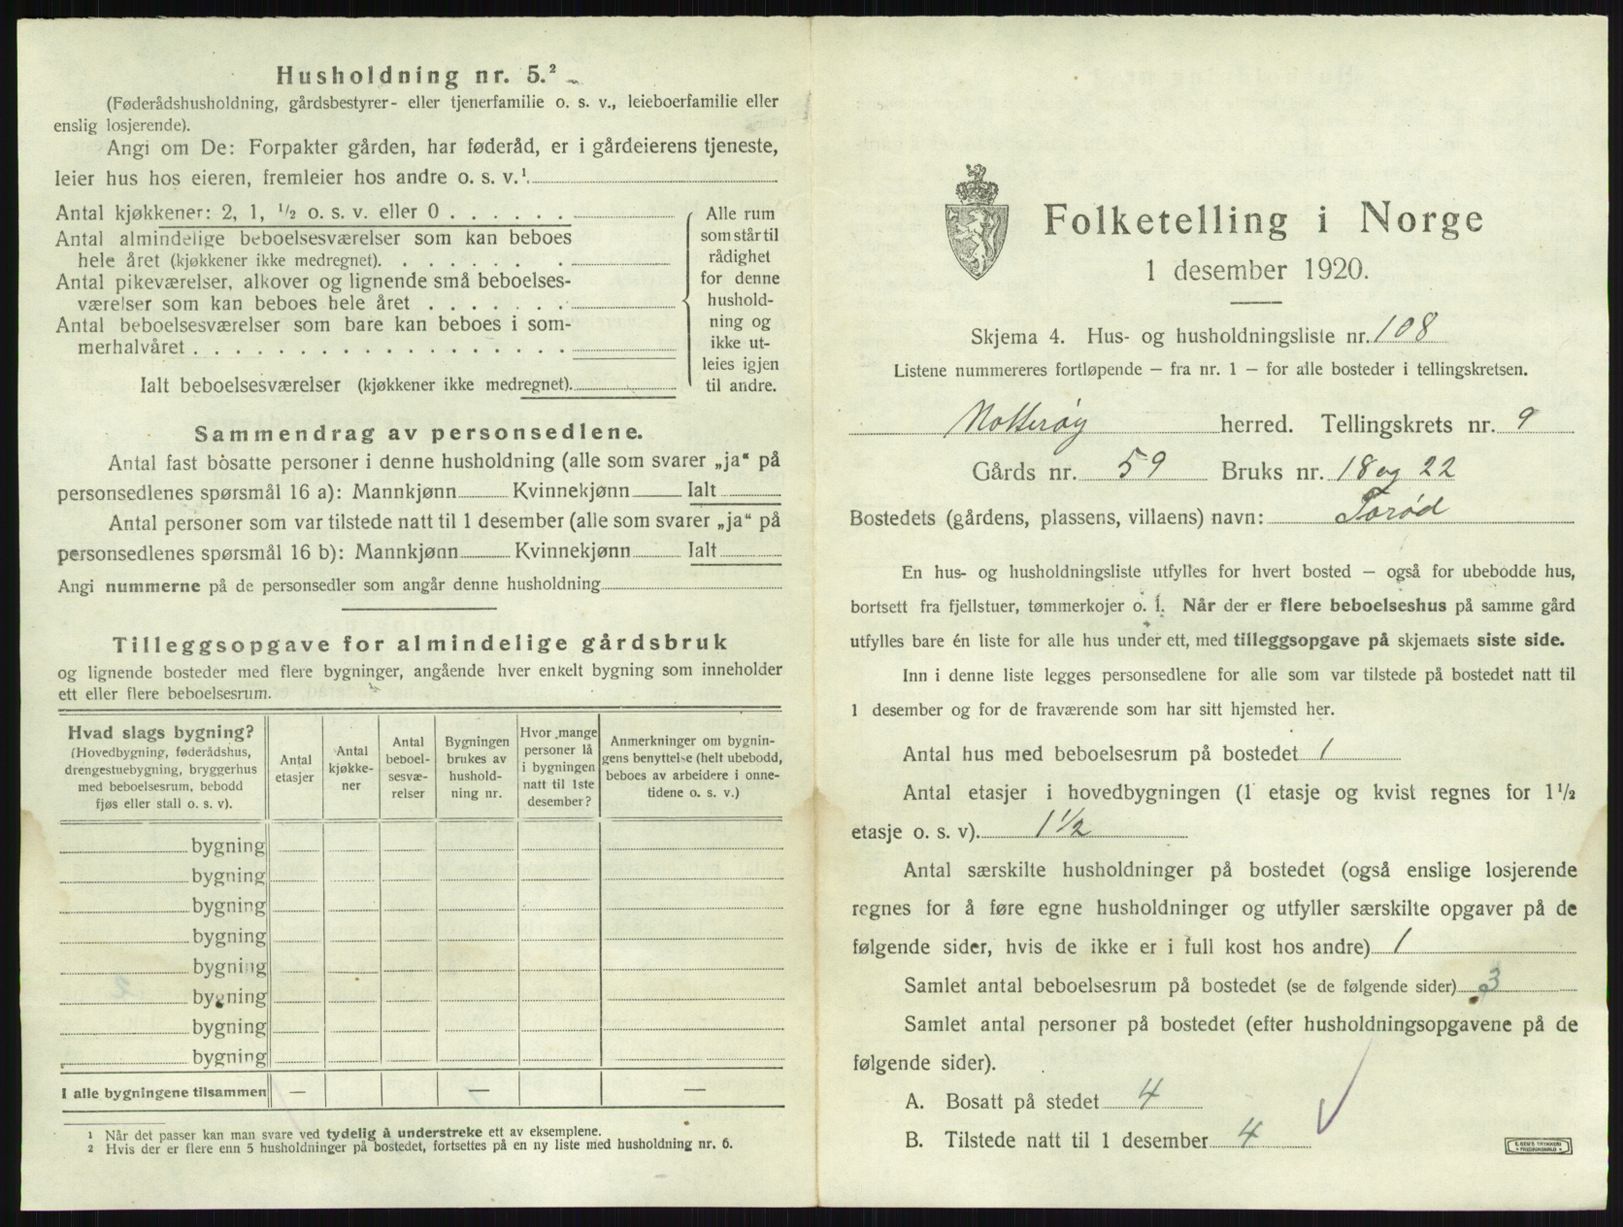 Husholdning nr. 5.²
(Føderådshusholdning, gårdsbestyrer- eller tjenerfamilie o. s. v., leieboerfamilie eller
enslig losjerende).
Angi om De: Forpakter gården, har føderåd, er i gårdeierens tjeneste,
leier hus hos eieren, fremleier hos andre o. s. v.¹
Antal kjøkkener: 2, 1, ½ o. s. v. eller 0 . . . . . .
Antal almindelige beboelsesværelser som kan beboes
hele året (kjøkkener ikke medregnet). . . . . . . .
Antal pikeværelser, alkover og lignende små beboelses-
værelser som kan beboes hele året . . . . . . .
Antal beboelsesværelser som bare kan beboes i som-
merhalvåret . . . . . . . . . . . . . . . . . .
Ialt beboelsesværelser (kjøkkener ikke medregnet).
Alle rum
som står til
rådighet
for denne
hushold-
ning og
ikke ut-
leies igjen
til andre.
Sammendrag av personsedlene.
Antal fast bosatte personer i denne husholdning (alle som svarer „ja“ på
personsedlenes spørsmål 16 a): Mannkjønn Kvinnekjønn Ialt
Antal personer som var tilstede natt til 1 desember (alle som svarer „ja“ på
personsedlenes spørsmål 16 b): Mannkjønn Kvinnekjønn Ialt
Angi nummerne på de personsedler som angår denne husholdning
Tilleggsopgave for almindelige gårdsbruk
og lignende bosteder med flere bygninger, angående hver enkelt bygning som inneholder
ett eller flere beboelsesrum.
Hvad slags bygning?
(Hovedbygning, føderådshus,
drengestuebygning, bryggerhus
med beboelsesrum, bebodd
fjøs eller stall o. s. v).
Antal
etasjer
Antal
kjøkke-
ner
Antal
beboel-
sesvæ-
relser
Bygningen
brukes av
hushold-
ning nr.
Hvor mange
personer lå
i bygningen
natt til 1ste
desember?
Anmerkninger om bygnin-
gens benyttelse (helt ubebodd,
beboes av arbeidere i onne-
tidene o. s. v.)
bygning
bygning
bygning
bygning
bygning
bygning
bygning
bygning
I alle bygningene tilsammen — — —
¹ Når det passer kan man svare ved tydelig å understreke ett av eksemplene.
² Hvis der er flere enn 5 husholdninger på bostedet, fortsettes på en ny liste med husholdning nr. 6.
Folketelling i Norge
1 desember 1920.
Skjema 4. Hus- og husholdningsliste nr. 108
Listene nummereres fortløpende — fra nr. 1 — for alle bosteder i tellingskretsen.
Nøtterøy herred. Tellingskrets nr. 9
Gårds nr. 59 Bruks nr. 18 og 22
Bostedets (gårdens, plassens, villaens) navn: Torød
En hus- og husholdningsliste utfylles for hvert bosted — også for ubebodde hus,
bortsett fra fjellstuer, tømmerkojer o. l. Når der er flere beboelseshus på samme gård
utfylles bare én liste for alle hus under ett, med tilleggsopgave på skjemaets siste side.
Inn i denne liste legges personsedlene for alle som var tilstede på bostedet natt til
1 desember og for de fraværende som har sitt hjemsted her.
Antal hus med beboelsesrum på bostedet 1
Antal etasjer i hovedbygningen (1 etasje og kvist regnes for 1½
etasje o. s. v). 1½
Antal særskilte husholdninger på bostedet (også enslige losjerende
regnes for å føre egne husholdninger og utfyller særskilte opgaver på de
følgende sider, hvis de ikke er i full kost hos andre) 1
Samlet antal beboelsesrum på bostedet (se de følgende sider) 3
Samlet antal personer på bostedet (efter husholdningsopgavene på de
følgende sider).
A. Bosatt på stedet 4
B. Tilstede natt til 1 desember 4